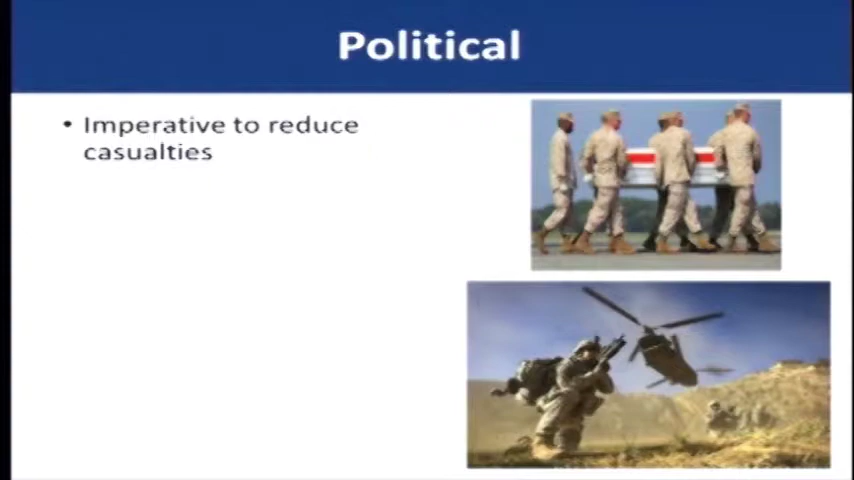 Political
• Imperative to reduce
casualties